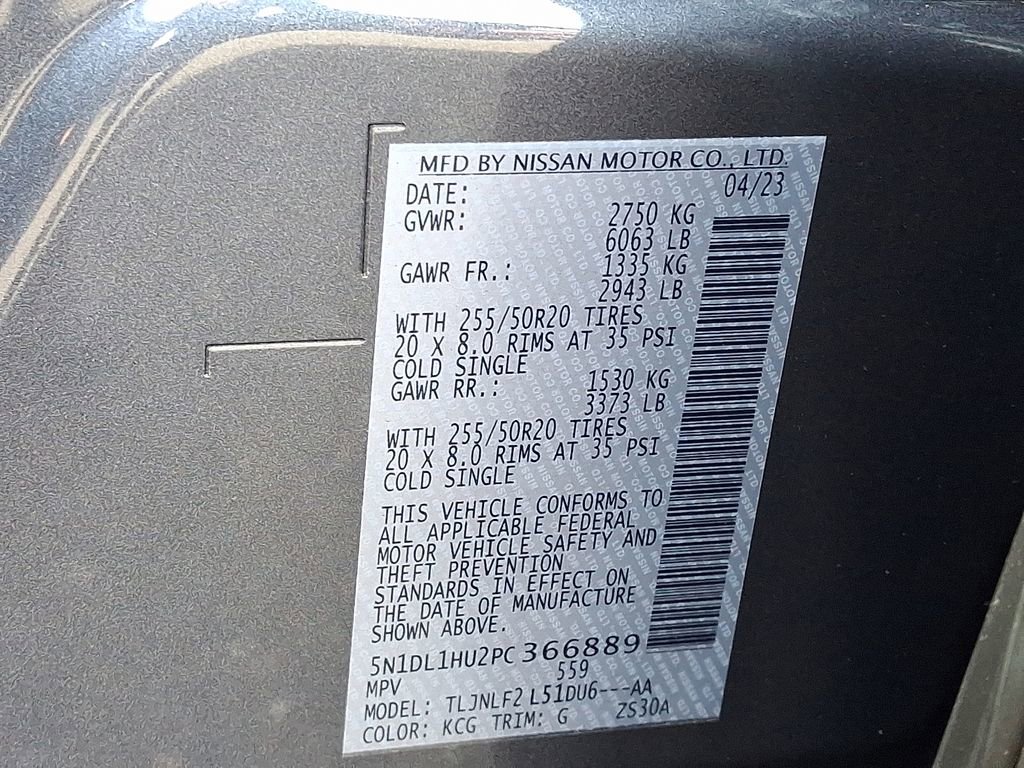 MFD BY NISSAN MOTOR CO., LTD.
DATE: 04/23
GVWR: 2750 KG
6063 LB
GAWR FR.: 1335 KG
2943 LB
WITH 255/50R20 TIRES
20 X 8.0 RIMS AT 35 PSI
COLD SINGLE
GAWR RR.: 1530 KG
3373 LB
WITH 255/50R20 TIRES
20 X 8.0 RIMS AT 35 PSI
COLD SINGLE
THIS VEHICLE CONFORMS TO
ALL APPLICABLE FEDERAL
MOTOR VEHICLE SAFETY AND
THEFT PREVENTION
STANDARDS IN EFFECT ON
THE DATE OF MANUFACTURE
SHOWN ABOVE.
5N1DL1HU2PC366889
MPV 559
MODEL: TLJNLF2 L51DU6---AA
COLOR: KCG TRIM: G ZS30A